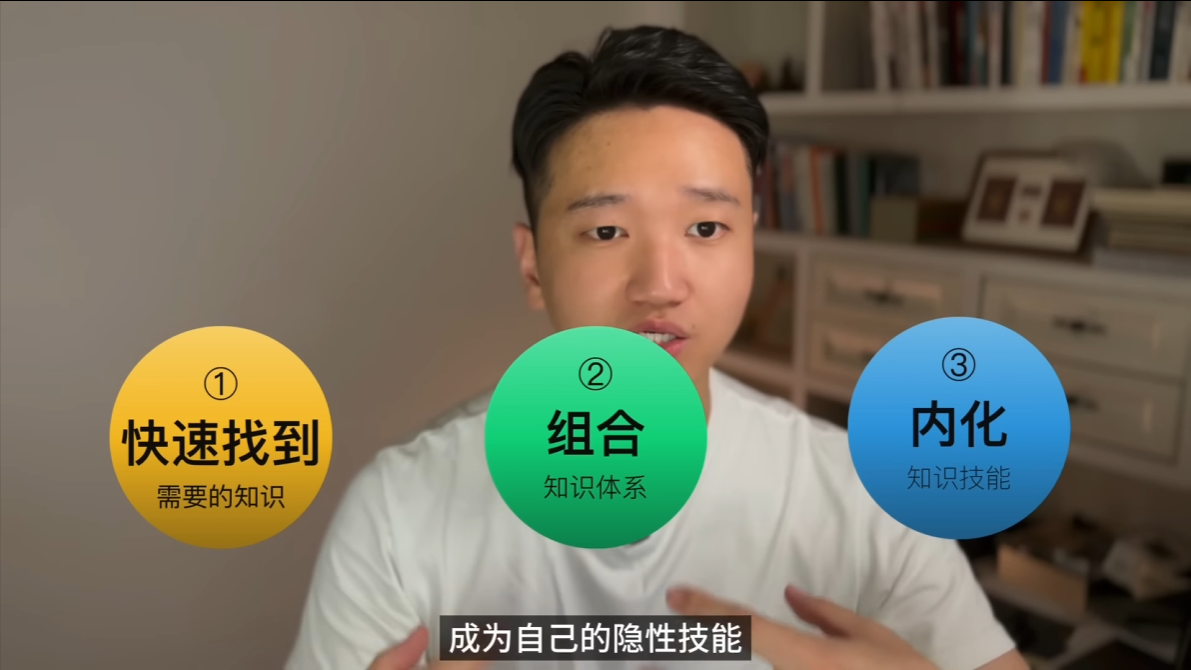 ①
快速找到
需要的知识
②
组合
知识体系
③
内化
知识技能
成为自己的隐性技能